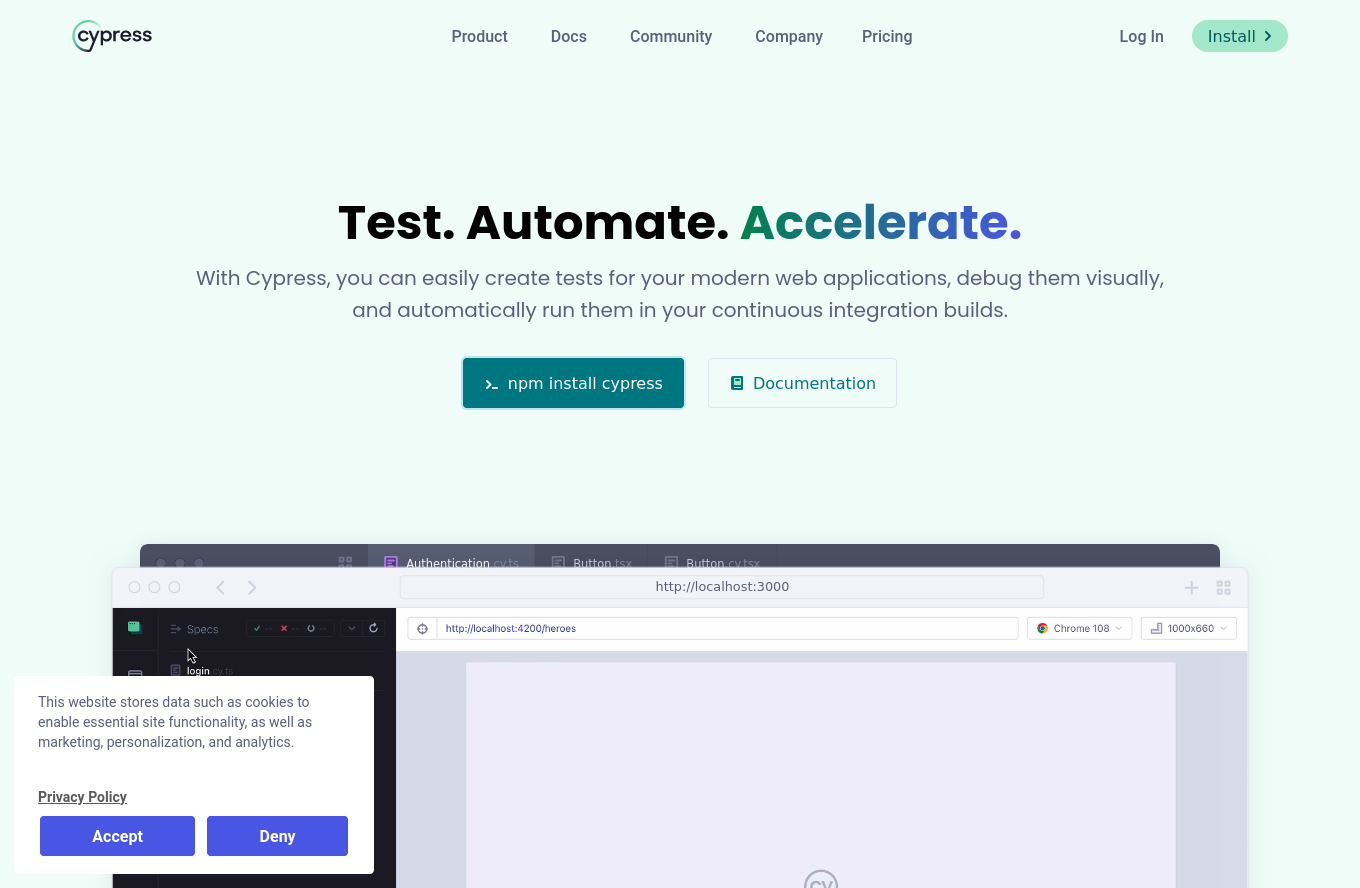 cypress
Product
Docs
Community
Company
Pricing
Log In
Install
Test. Automate. Accelerate.
With Cypress, you can easily create tests for your modern web applications, debug them visually,
and automatically run them in your continuous integration builds.
npm install cypress
Documentation
Authentication.cy.ts
Button.tsx
Button.cy.tsx
http://localhost:3000
Specs
http://localhost:4200/heroes
Chrome 108
1000x660
login.cy.ts
This website stores data such as cookies to
enable essential site functionality, as well as
marketing, personalization, and analytics.
Privacy Policy
Accept
Deny
cy